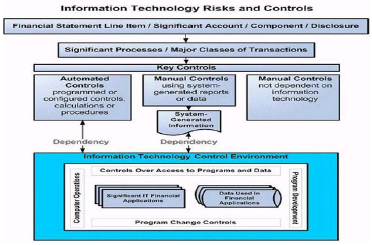 Information Technology Risks and Controls
Financial Statement Line Item / Significant Account / Component / Disclosure
Significant Processes / Major Classes of Transactions
Key Controls
Automated
Controls
programmed or
configured controls,
calculations or
procedures
Manual Controls
using system-
generated reports
or data
System-
Generated
Information
Manual Controls
not dependent on
information
technology
Dependency
Dependency
Information Technology Control Environment
Computer Operations
Controls Over Access to Programs and Data
Significant IT Financial
Applications
Data Used in
Financial
Applications
Program Change Controls
Program Development